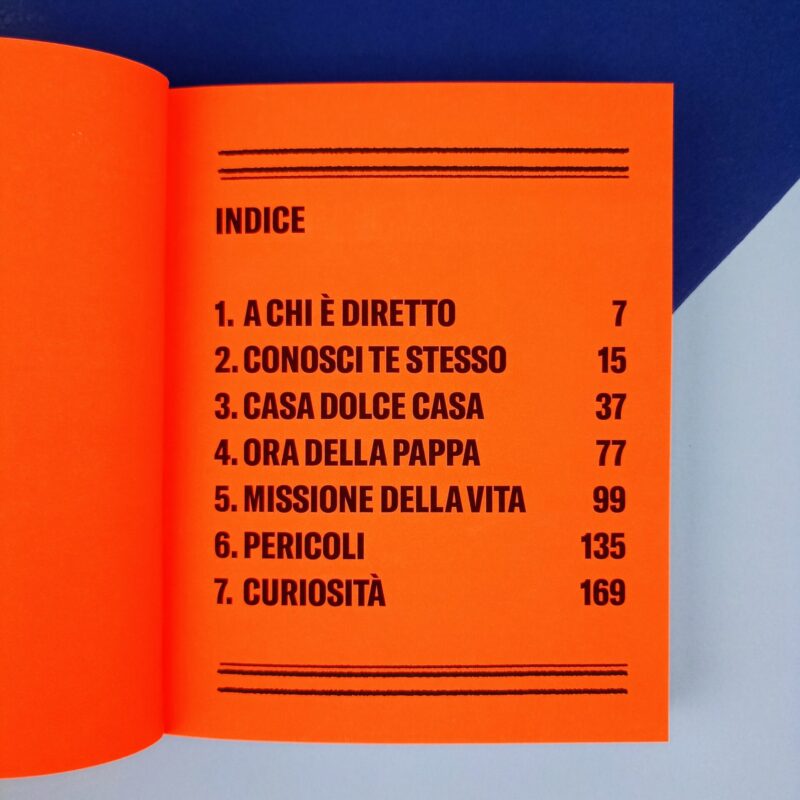 INDICE
1. A CHI È DIRETTO 7
2. CONOSCI TE STESSO 15
3. CASA DOLCE CASA 37
4. ORA DELLA PAPPA 77
5. MISSIONE DELLA VITA 99
6. PERICOLI 135
7. CURIOSITÀ 169